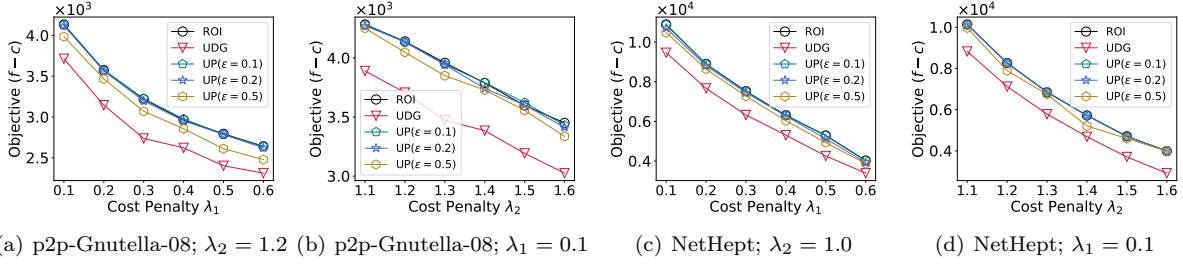 ×10³
4.0
3.5
3.0
2.5
0.1 0.2 0.3 0.4 0.5 0.6
Objective (f − c)
Cost Penalty λ₁
ROI
UDG
UP(ε = 0.1)
UP(ε = 0.2)
UP(ε = 0.5)
×10³
4.0
3.5
3.0
1.1 1.2 1.3 1.4 1.5 1.6
Objective (f − c)
Cost Penalty λ₂
ROI
UDG
UP(ε = 0.1)
UP(ε = 0.2)
UP(ε = 0.5)
×10⁴
1.0
0.8
0.6
0.4
0.1 0.2 0.3 0.4 0.5 0.6
Objective (f − c)
Cost Penalty λ₁
ROI
UDG
UP(ε = 0.1)
UP(ε = 0.2)
UP(ε = 0.5)
×10⁴
1.0
0.8
0.6
0.4
1.1 1.2 1.3 1.4 1.5 1.6
Objective (f − c)
Cost Penalty λ₂
ROI
UDG
UP(ε = 0.1)
UP(ε = 0.2)
UP(ε = 0.5)
a) p2p-Gnutella-08; λ₂ = 1.2
(b) p2p-Gnutella-08; λ₁ = 0.1
(c) NetHept; λ₂ = 1.0
(d) NetHept; λ₁ = 0.1